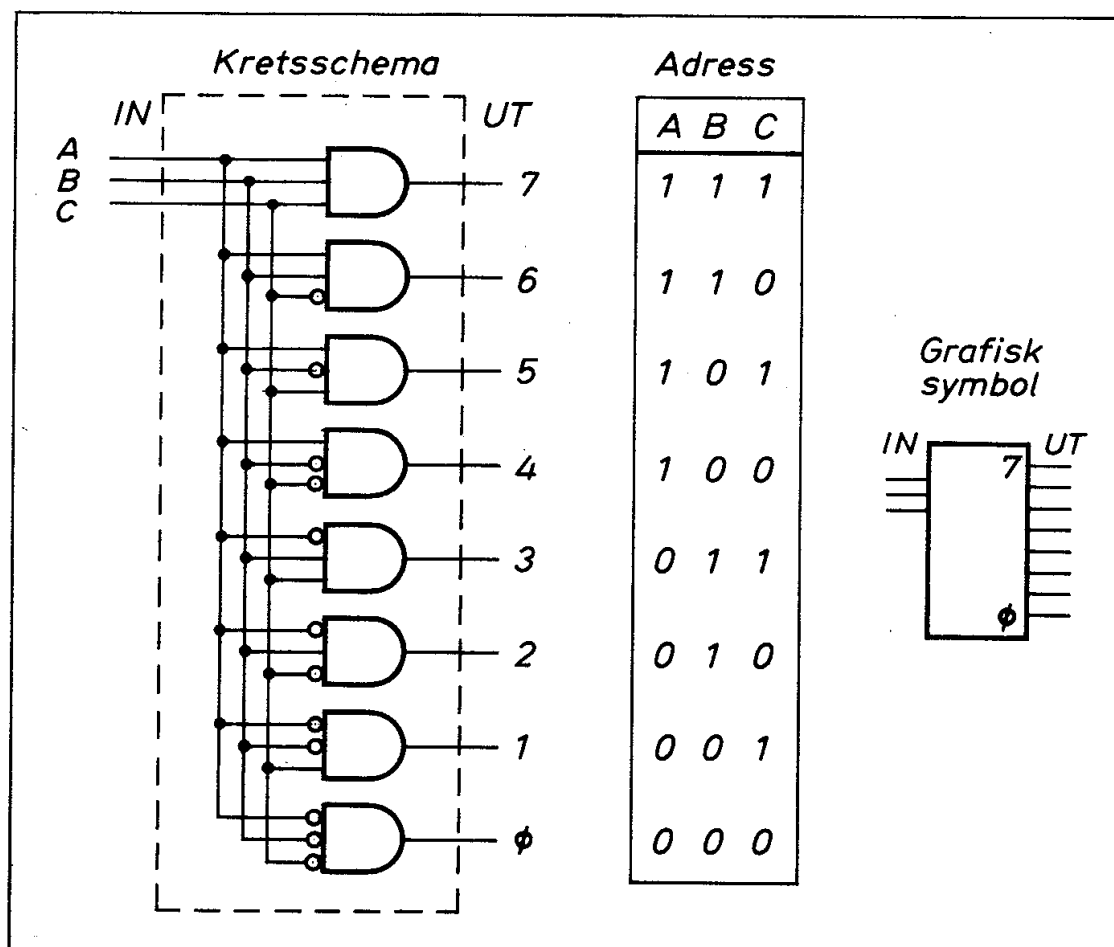 Kretsschema
IN
UT
A
B
C
7
6
5
4
3
2
1
ϕ
Adress
A B C
1 1 1
1 1 0
1 0 1
1 0 0
0 1 1
0 1 0
0 0 1
0 0 0
Grafisk
symbol
IN
UT
7
ϕ